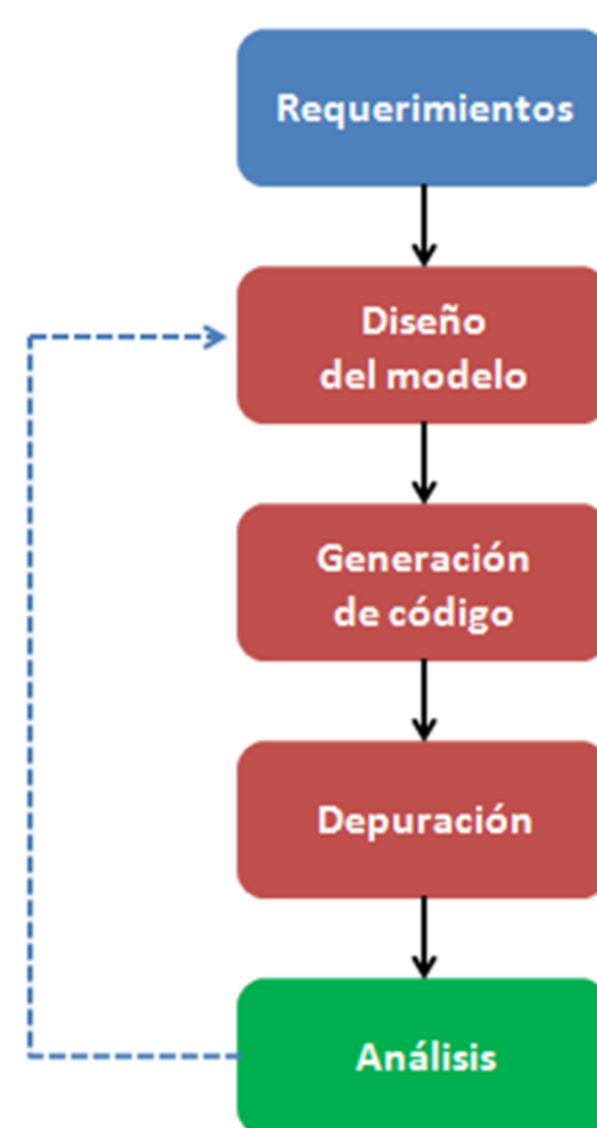 Requerimientos
Diseño
del modelo
Generación
de código
Depuración
Análisis